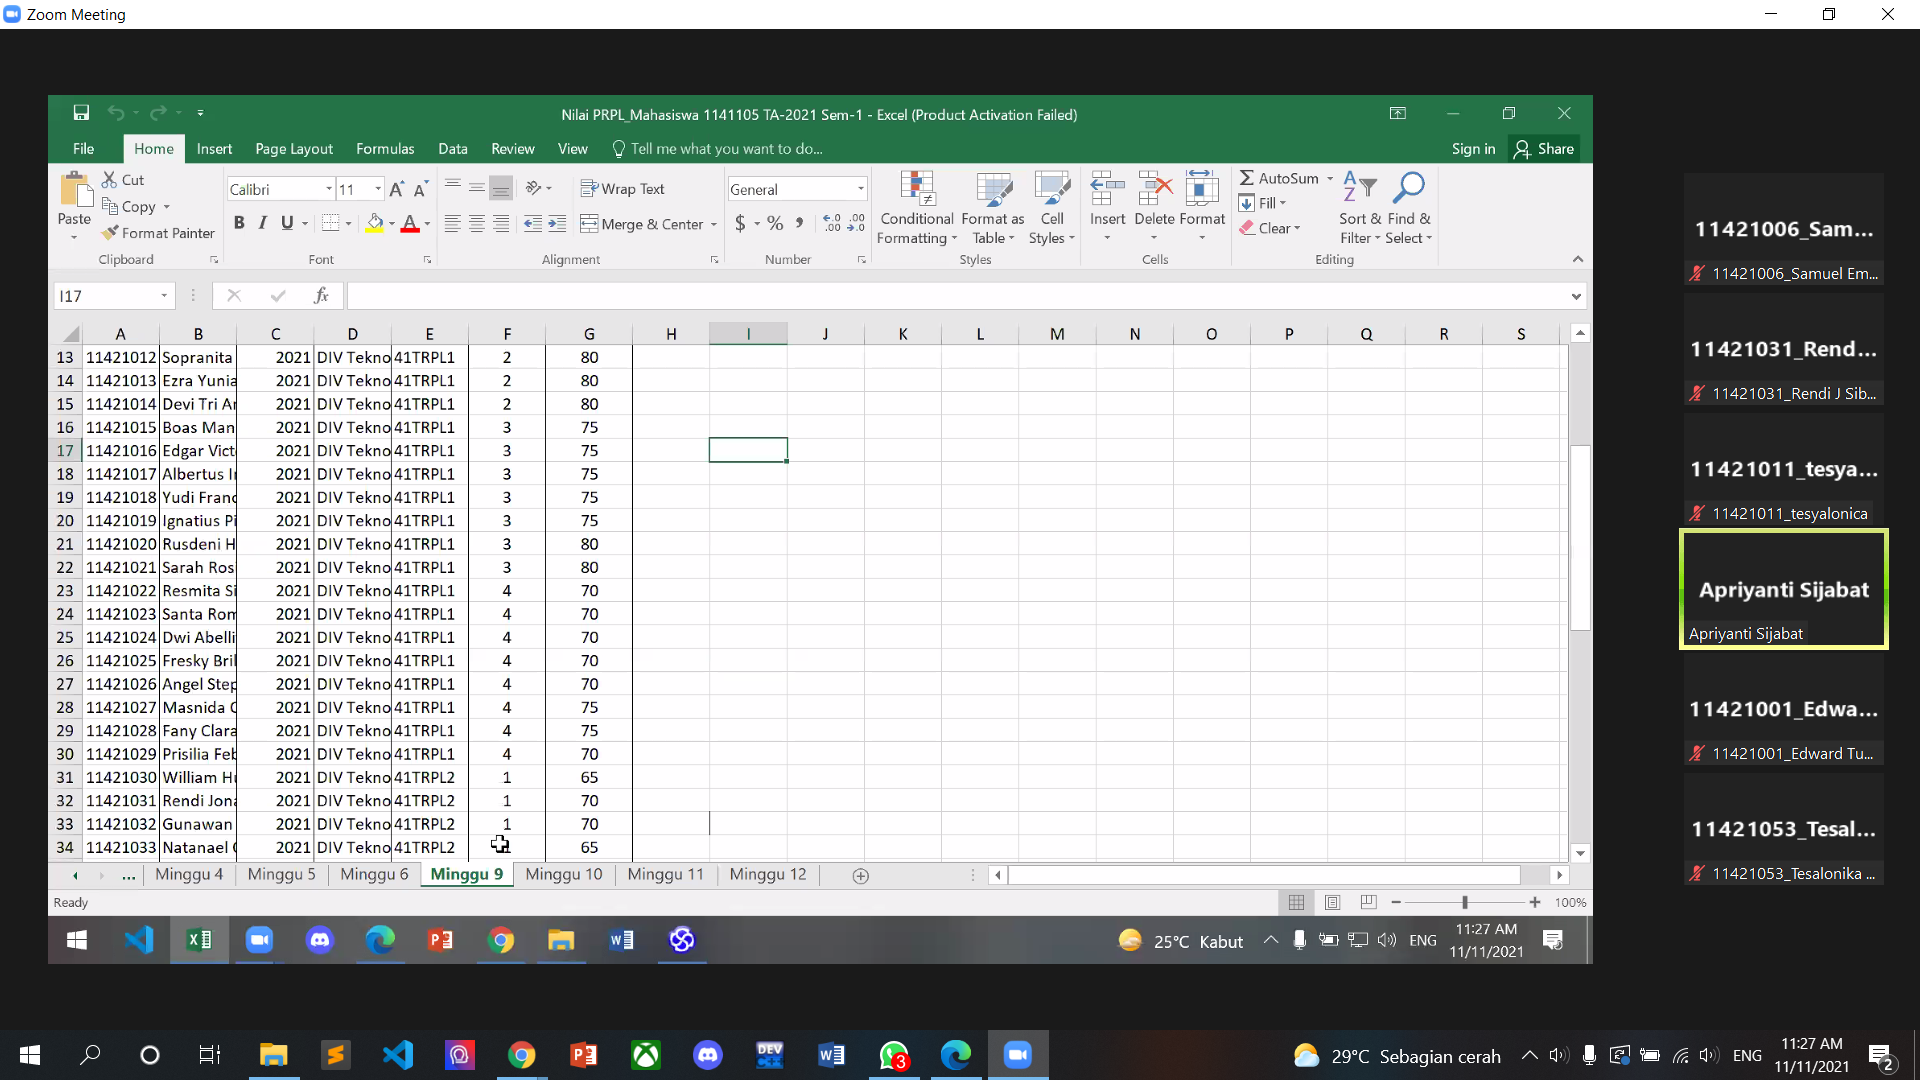 Zoom Meeting
Nilai PRPL_Mahasiswa 1141105 TA-2021 Sem-1 - Excel (Product Activation Failed)
File Home Insert Page Layout Formulas Data Review View Tell me what you want to do... Sign in Share
Paste Cut
Copy
Format Painter
Clipboard
Calibri 11
B I U
Font
Wrap Text
Merge & Center
Alignment
General
$ %
Number
Conditional Formatting
Format as Table
Cell Styles
Styles
Insert Delete Format
Cells
AutoSum
Fill
Clear
Sort & Filter
Find & Select
Editing
I17 fx
A B C D E F G H I J K L M N O P Q R S
13 11421012 Sopranita 2021 DIV Tekno 41TRPL1 2 80
14 11421013 Ezra Yunia 2021 DIV Tekno 41TRPL1 2 80
15 11421014 Devi Tri Ar 2021 DIV Tekno 41TRPL1 2 80
16 11421015 Boas Man 2021 DIV Tekno 41TRPL1 3 75
17 11421016 Edgar Victo 2021 DIV Tekno 41TRPL1 3 75
18 11421017 Albertus Ir 2021 DIV Tekno 41TRPL1 3 75
19 11421018 Yudi Franc 2021 DIV Tekno 41TRPL1 3 75
20 11421019 Ignatius Pi 2021 DIV Tekno 41TRPL1 3 75
21 11421020 Rusdeni H 2021 DIV Tekno 41TRPL1 3 80
22 11421021 Sarah Ros 2021 DIV Tekno 41TRPL1 3 80
23 11421022 Resmita Si 2021 DIV Tekno 41TRPL1 4 70
24 11421023 Santa Rom 2021 DIV Tekno 41TRPL1 4 70
25 11421024 Dwi Abelli 2021 DIV Tekno 41TRPL1 4 70
26 11421025 Fresky Bril 2021 DIV Tekno 41TRPL1 4 70
27 11421026 Angel Step 2021 DIV Tekno 41TRPL1 4 70
28 11421027 Masnida 2021 DIV Tekno 41TRPL1 4 75
29 11421028 Fany Clara 2021 DIV Tekno 41TRPL1 4 75
30 11421029 Prisilia Feb 2021 DIV Tekno 41TRPL1 4 70
31 11421030 William Hu 2021 DIV Tekno 41TRPL2 1 65
32 11421031 Rendi Jona 2021 DIV Tekno 41TRPL2 1 70
33 11421032 Gunawan 2021 DIV Tekno 41TRPL2 1 70
34 11421033 Natanael 2021 DIV Tekno 41TRPL2 65
... Minggu 4 Minggu 5 Minggu 6 Minggu 9 Minggu 10 Minggu 11 Minggu 12
Ready 100%
25°C Kabut ENG 11:27 AM
11/11/2021
11421006_Sam...
11421006_Samuel Em...
11421031_Rend...
11421031_Rendi J Sib...
11421011_tesya...
11421011_tesyalonica
Apriyanti Sijabat
Apriyanti Sijabat
11421001_Edwa...
11421001_Edward Tu...
11421053_Tesal...
11421053_Tesalonika ...
DEV
3
29°C Sebagian cerah ENG 11:27 AM
11/11/2021
2